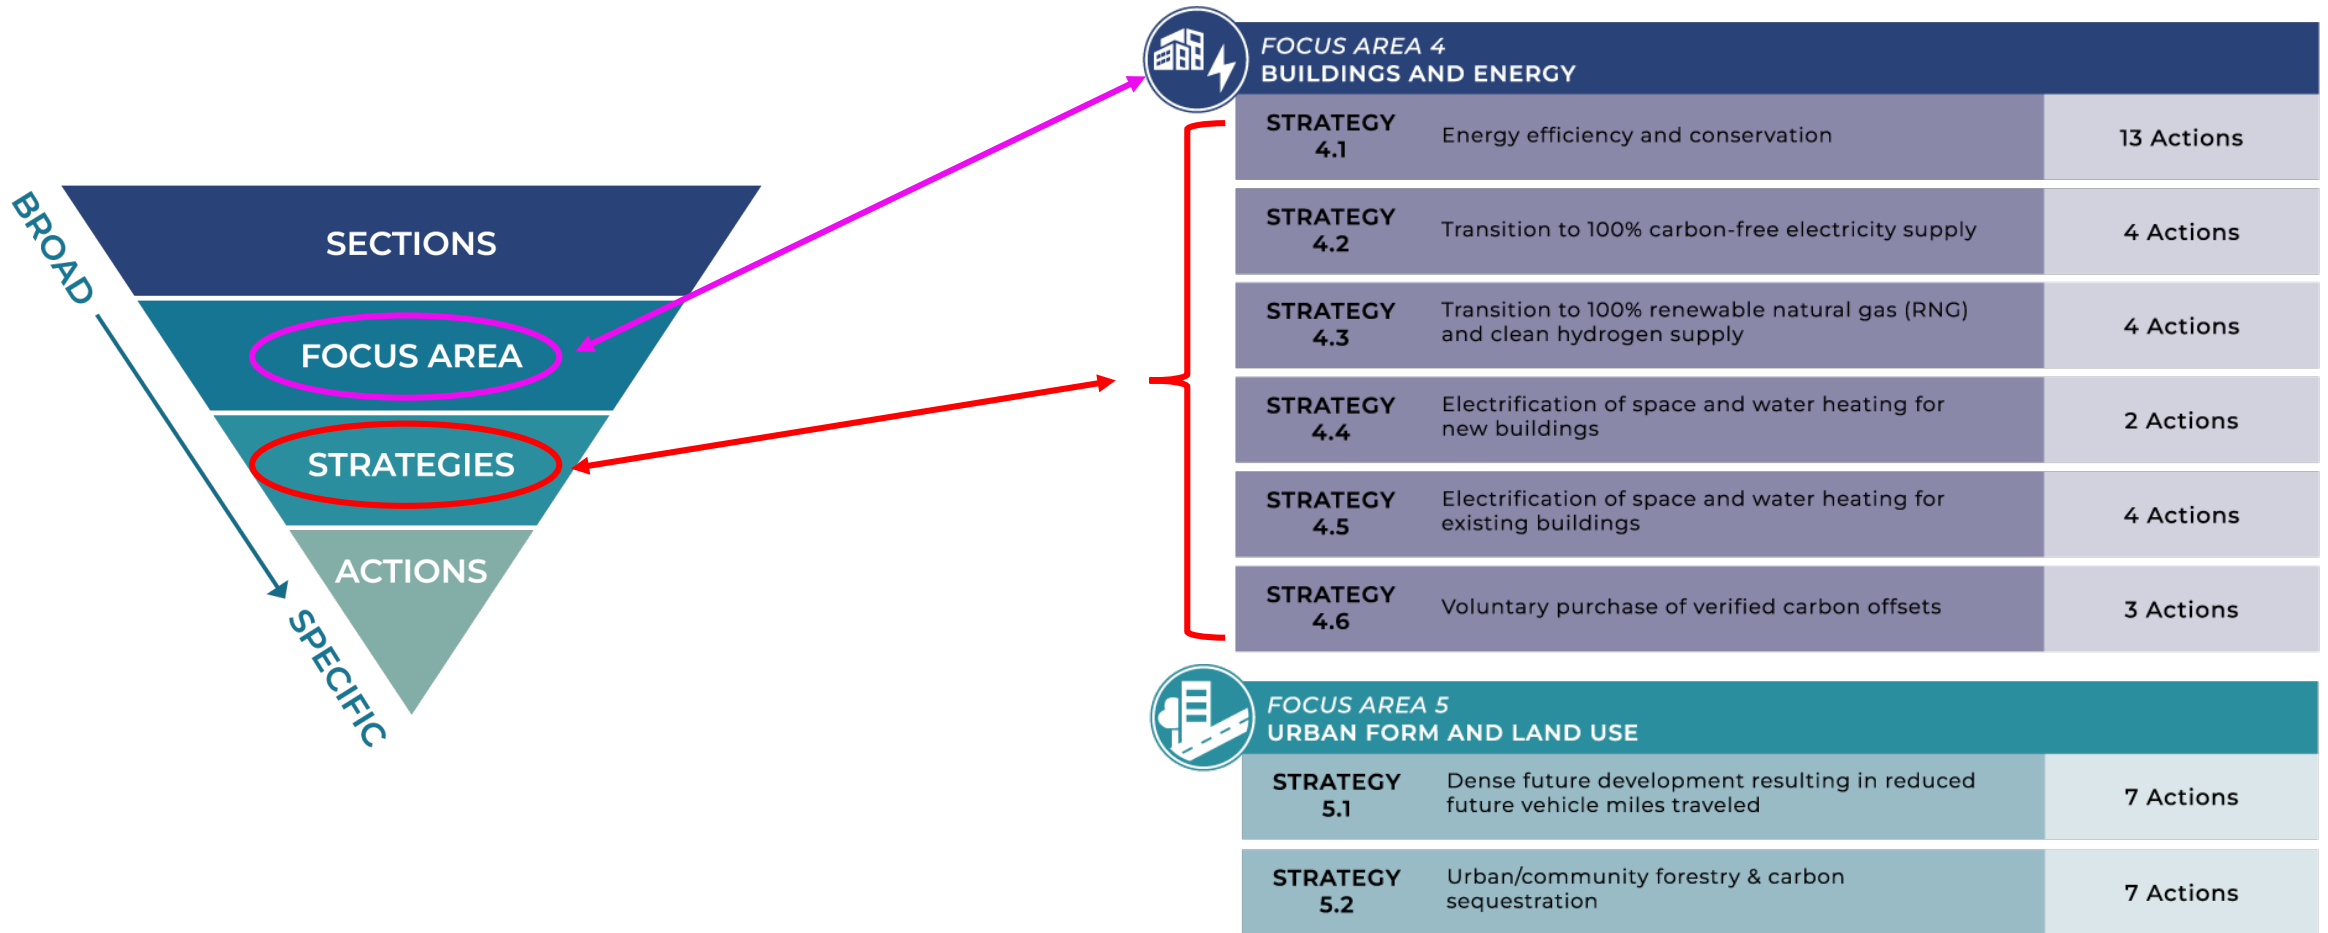 BROAD
SPECIFIC
SECTIONS
FOCUS AREA
STRATEGIES
ACTIONS
FOCUS AREA 4
BUILDINGS AND ENERGY
STRATEGY
4.1
Energy efficiency and conservation
13 Actions
STRATEGY
4.2
Transition to 100% carbon-free electricity supply
4 Actions
STRATEGY
4.3
Transition to 100% renewable natural gas (RNG)
and clean hydrogen supply
4 Actions
STRATEGY
4.4
Electrification of space and water heating for
new buildings
2 Actions
STRATEGY
4.5
Electrification of space and water heating for
existing buildings
4 Actions
STRATEGY
4.6
Voluntary purchase of verified carbon offsets
3 Actions
FOCUS AREA 5
URBAN FORM AND LAND USE
STRATEGY
5.1
Dense future development resulting in reduced
future vehicle miles traveled
7 Actions
STRATEGY
5.2
Urban/community forestry & carbon
sequestration
7 Actions